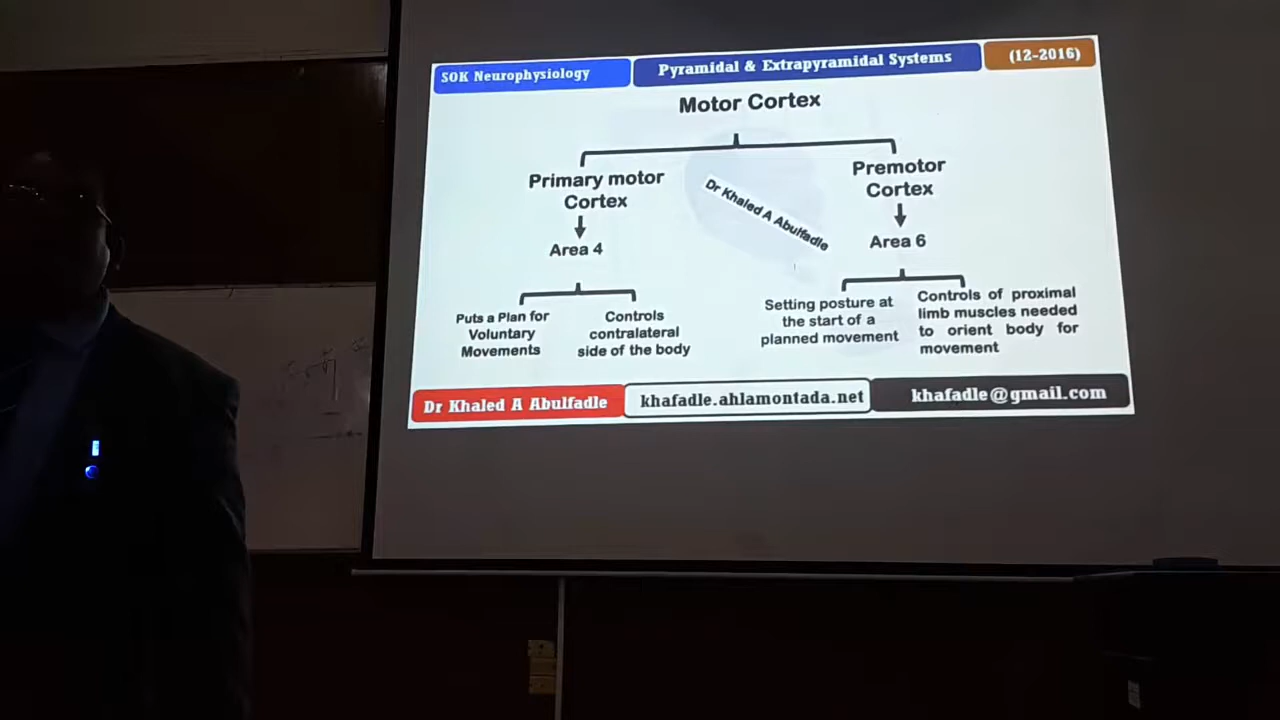 SOK Neurophysiology
Pyramidal & Extrapyramidal Systems
(12-2016)
Motor Cortex
Primary motor
Cortex
Area 4
Puts a Plan for
Voluntary
Movements
Controls
contralateral
side of the body
Dr Khaled A Abulfadle
Premotor
Cortex
Area 6
Setting posture at
the start of a
planned movement
Controls of proximal
limb muscles needed
to orient body for
movement
Dr Khaled A Abulfadle
khafadle.ahlamontada.net
khafadle@gmail.com